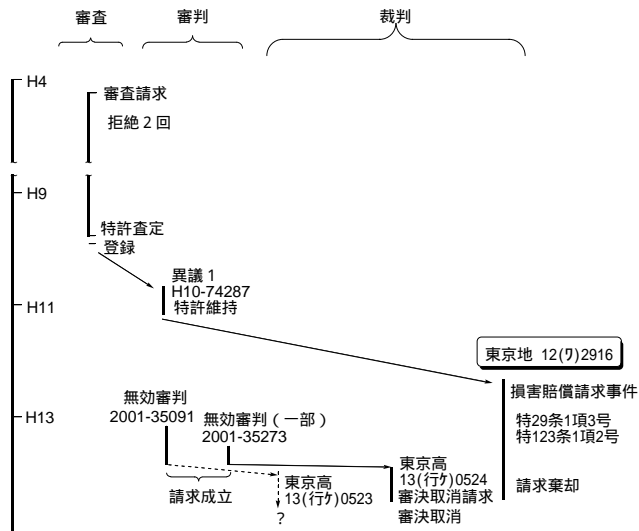 審査
審判
裁判
H4
審査請求
拒絶２回
H9
特許査定
登録
異議１
H10-74287
特許維持
H11
東京地 12(ワ)2916
損害賠償請求事件
特29条1項3号
特123条1項2号
請求棄却
H13
無効審判
2001-35091
無効審判（一部）
2001-35273
請求成立
東京高
13(行ケ)0523
？
東京高
13(行ケ)0524
審決取消請求
審決取消